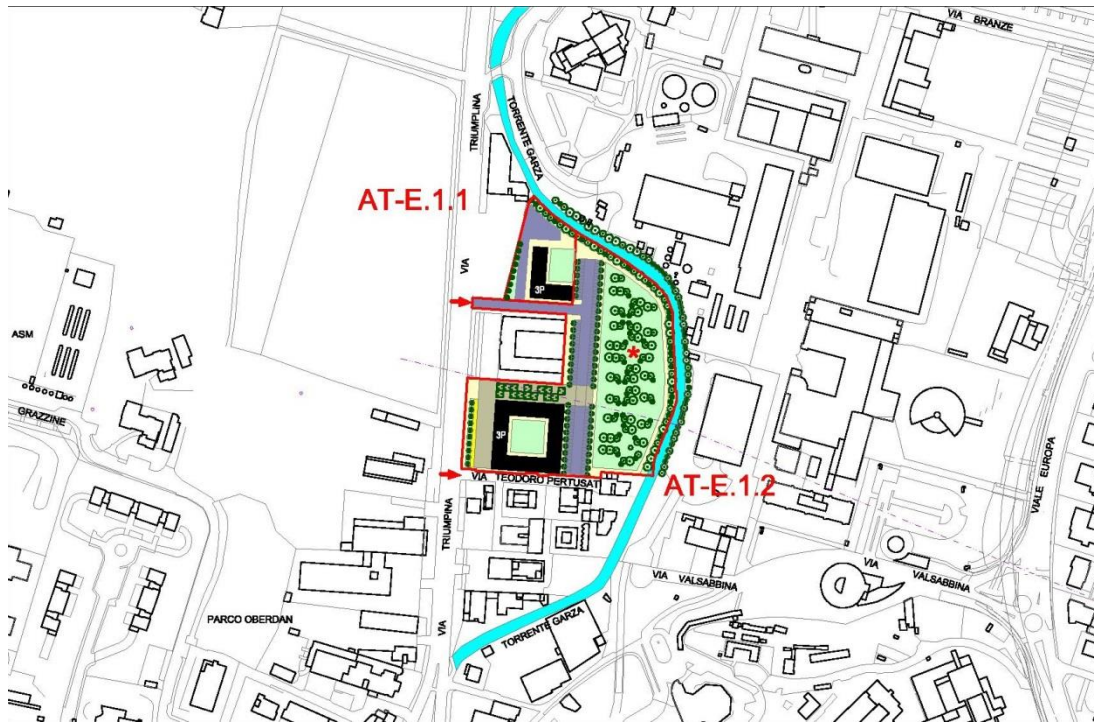 VIA BRANZE
TRIUMPLINA
TORRENTE GARZA
AT-E.1.1
VIA
3P
*
ASM
GRAZZINE
3P
VIA TEODORO PERTUSATI
AT-E.1.2
VIALE EUROPA
TRIUMPINA
VIA VALSABBINA
VIA VALSABBINA
PARCO OBERDAN
VIA
TORRENTE GARZA